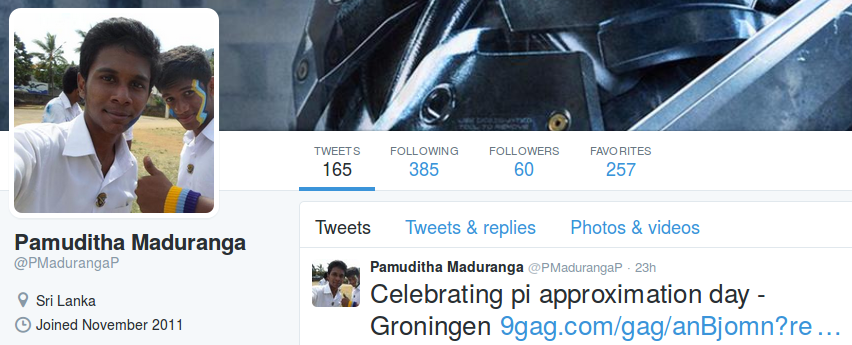 TWEETS FOLLOWING FOLLOWERS FAVORITES
165 385 60 257
Tweets Tweets & replies Photos & videos
Pamuditha Maduranga
@PMadurangaP
Sri Lanka
Joined November 2011
Pamuditha Maduranga @PMadurangaP · 23h
Celebrating pi approximation day -
Groningen 9gag.com/gag/anBjomn?re…